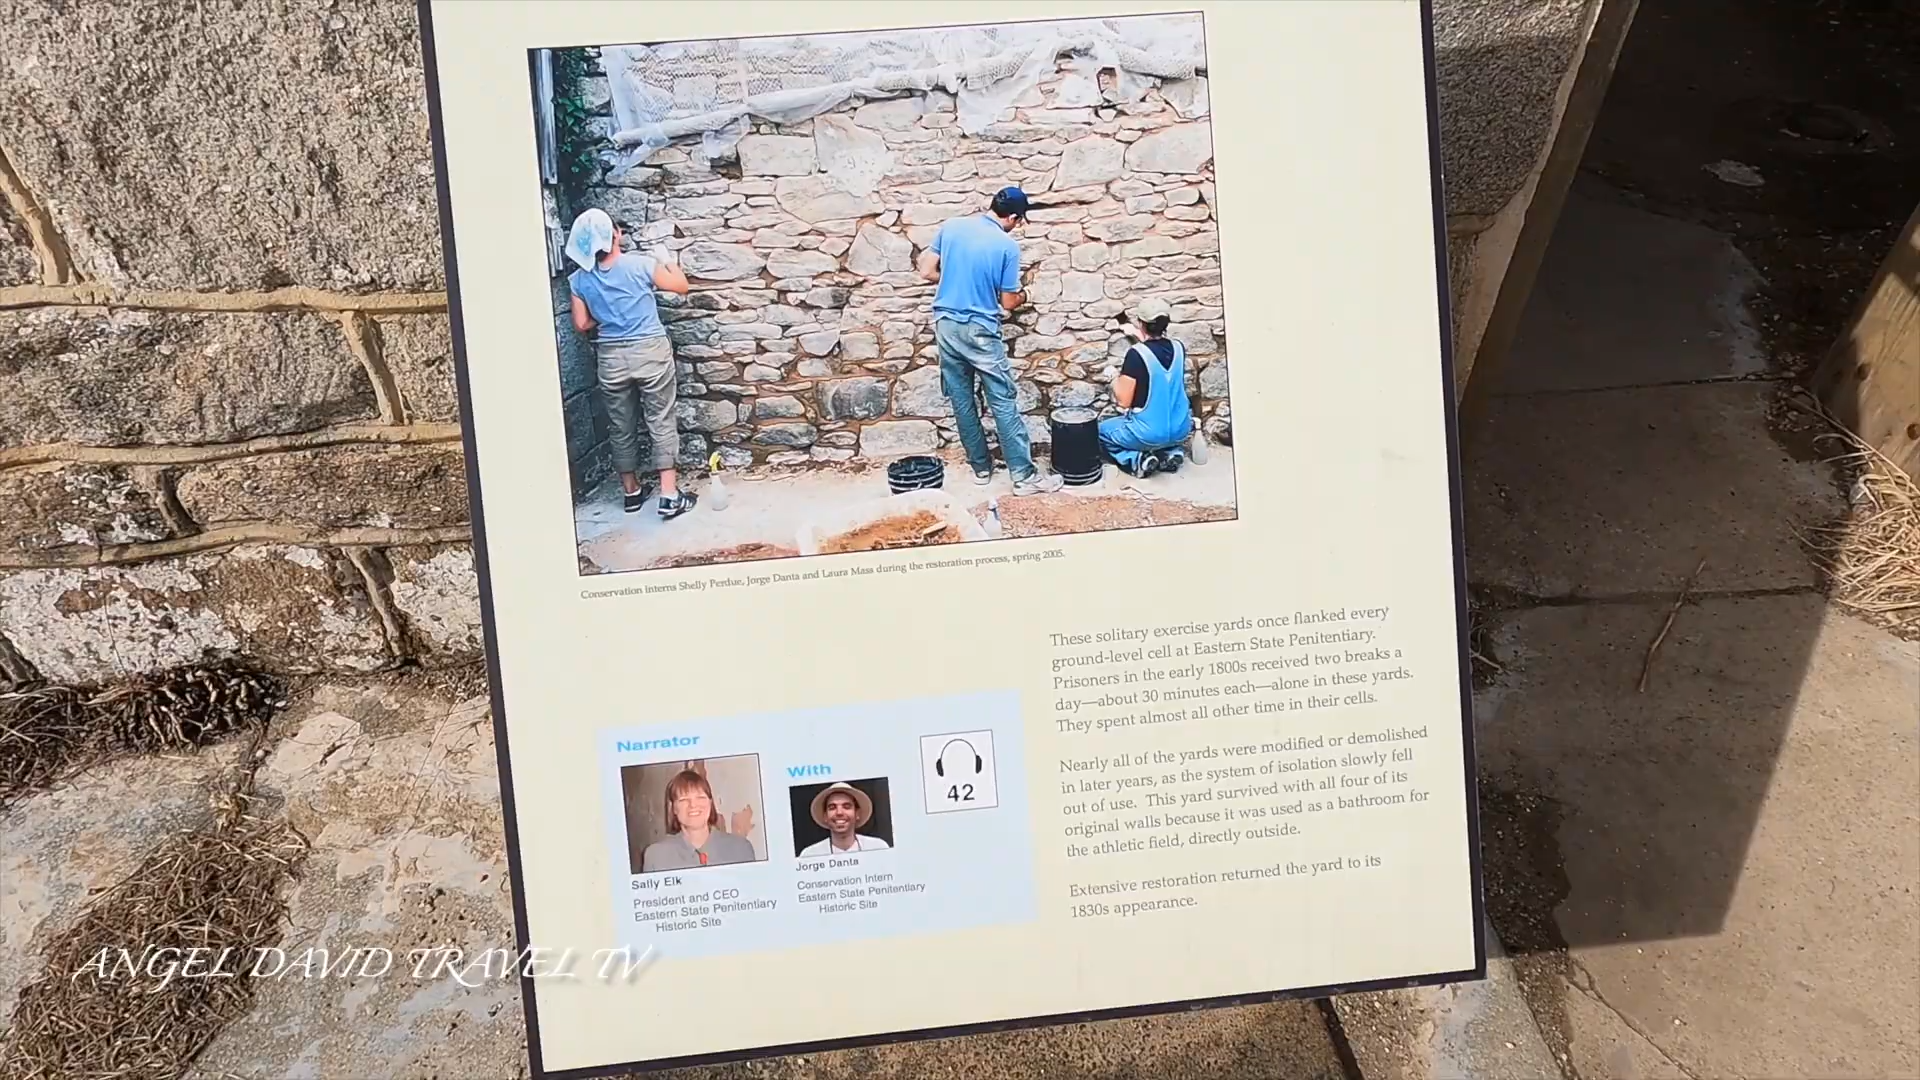 Conservation interns Shelly Perdue, Jorge Danta and Laura Mass during the restoration process, spring 2005.
These solitary exercise yards once flanked every
ground-level cell at Eastern State Penitentiary.
Prisoners in the early 1800s received two breaks a
day—about 30 minutes each—alone in these yards.
They spent almost all other time in their cells.
Nearly all of the yards were modified or demolished
in later years, as the system of isolation slowly fell
out of use. This yard survived with all four of its
original walls because it was used as a bathroom for
the athletic field, directly outside.
Extensive restoration returned the yard to its
1830s appearance.
Narrator
Sally Elk
President and CEO
Eastern State Penitentiary
Historic Site
With
Jorge Danta
Conservation Intern
Eastern State Penitentiary
Historic Site
42
ANGEL DAVID TRAVEL TV